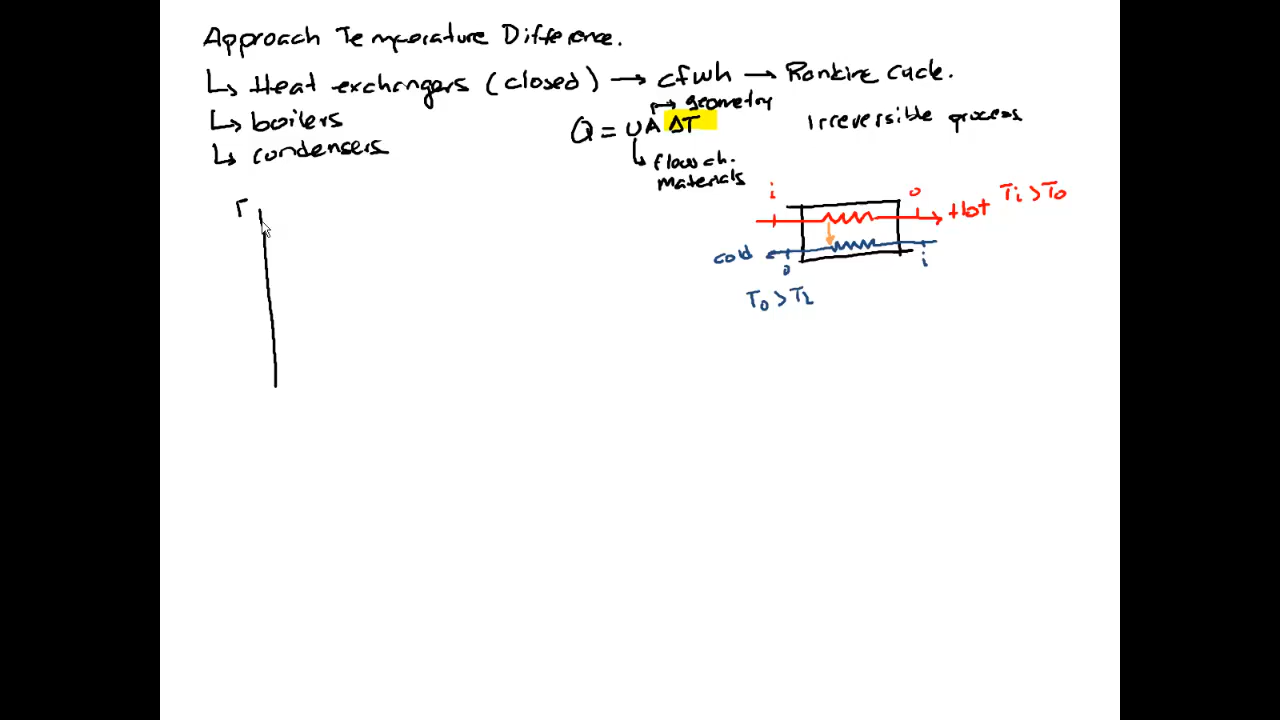 Approach Temperature Difference.
↳ Heat exchangers (closed) → cfwh → Rankine Cycle.
↳ boilers
↳ condensers
geometry
Q = UA ΔT
flow ch.
materials
Irreversible process
i
o
Hot Ti > To
cold
o
i
To > Ti
T